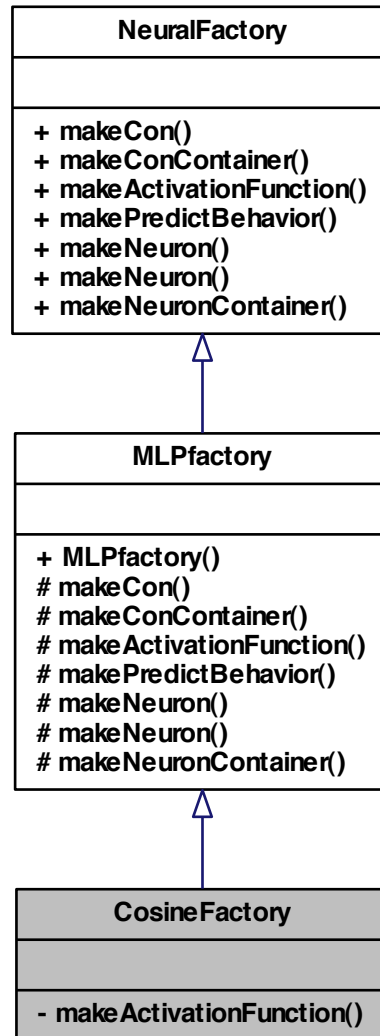 NeuralFactory
+ makeCon()
+ makeConContainer()
+ makeActivationFunction()
+ makePredictBehavior()
+ makeNeuron()
+ makeNeuron()
+ makeNeuronContainer()
MLPfactory
+ MLPfactory()
# makeCon()
# makeConContainer()
# makeActivationFunction()
# makePredictBehavior()
# makeNeuron()
# makeNeuron()
# makeNeuronContainer()
CosineFactory
- makeActivationFunction()